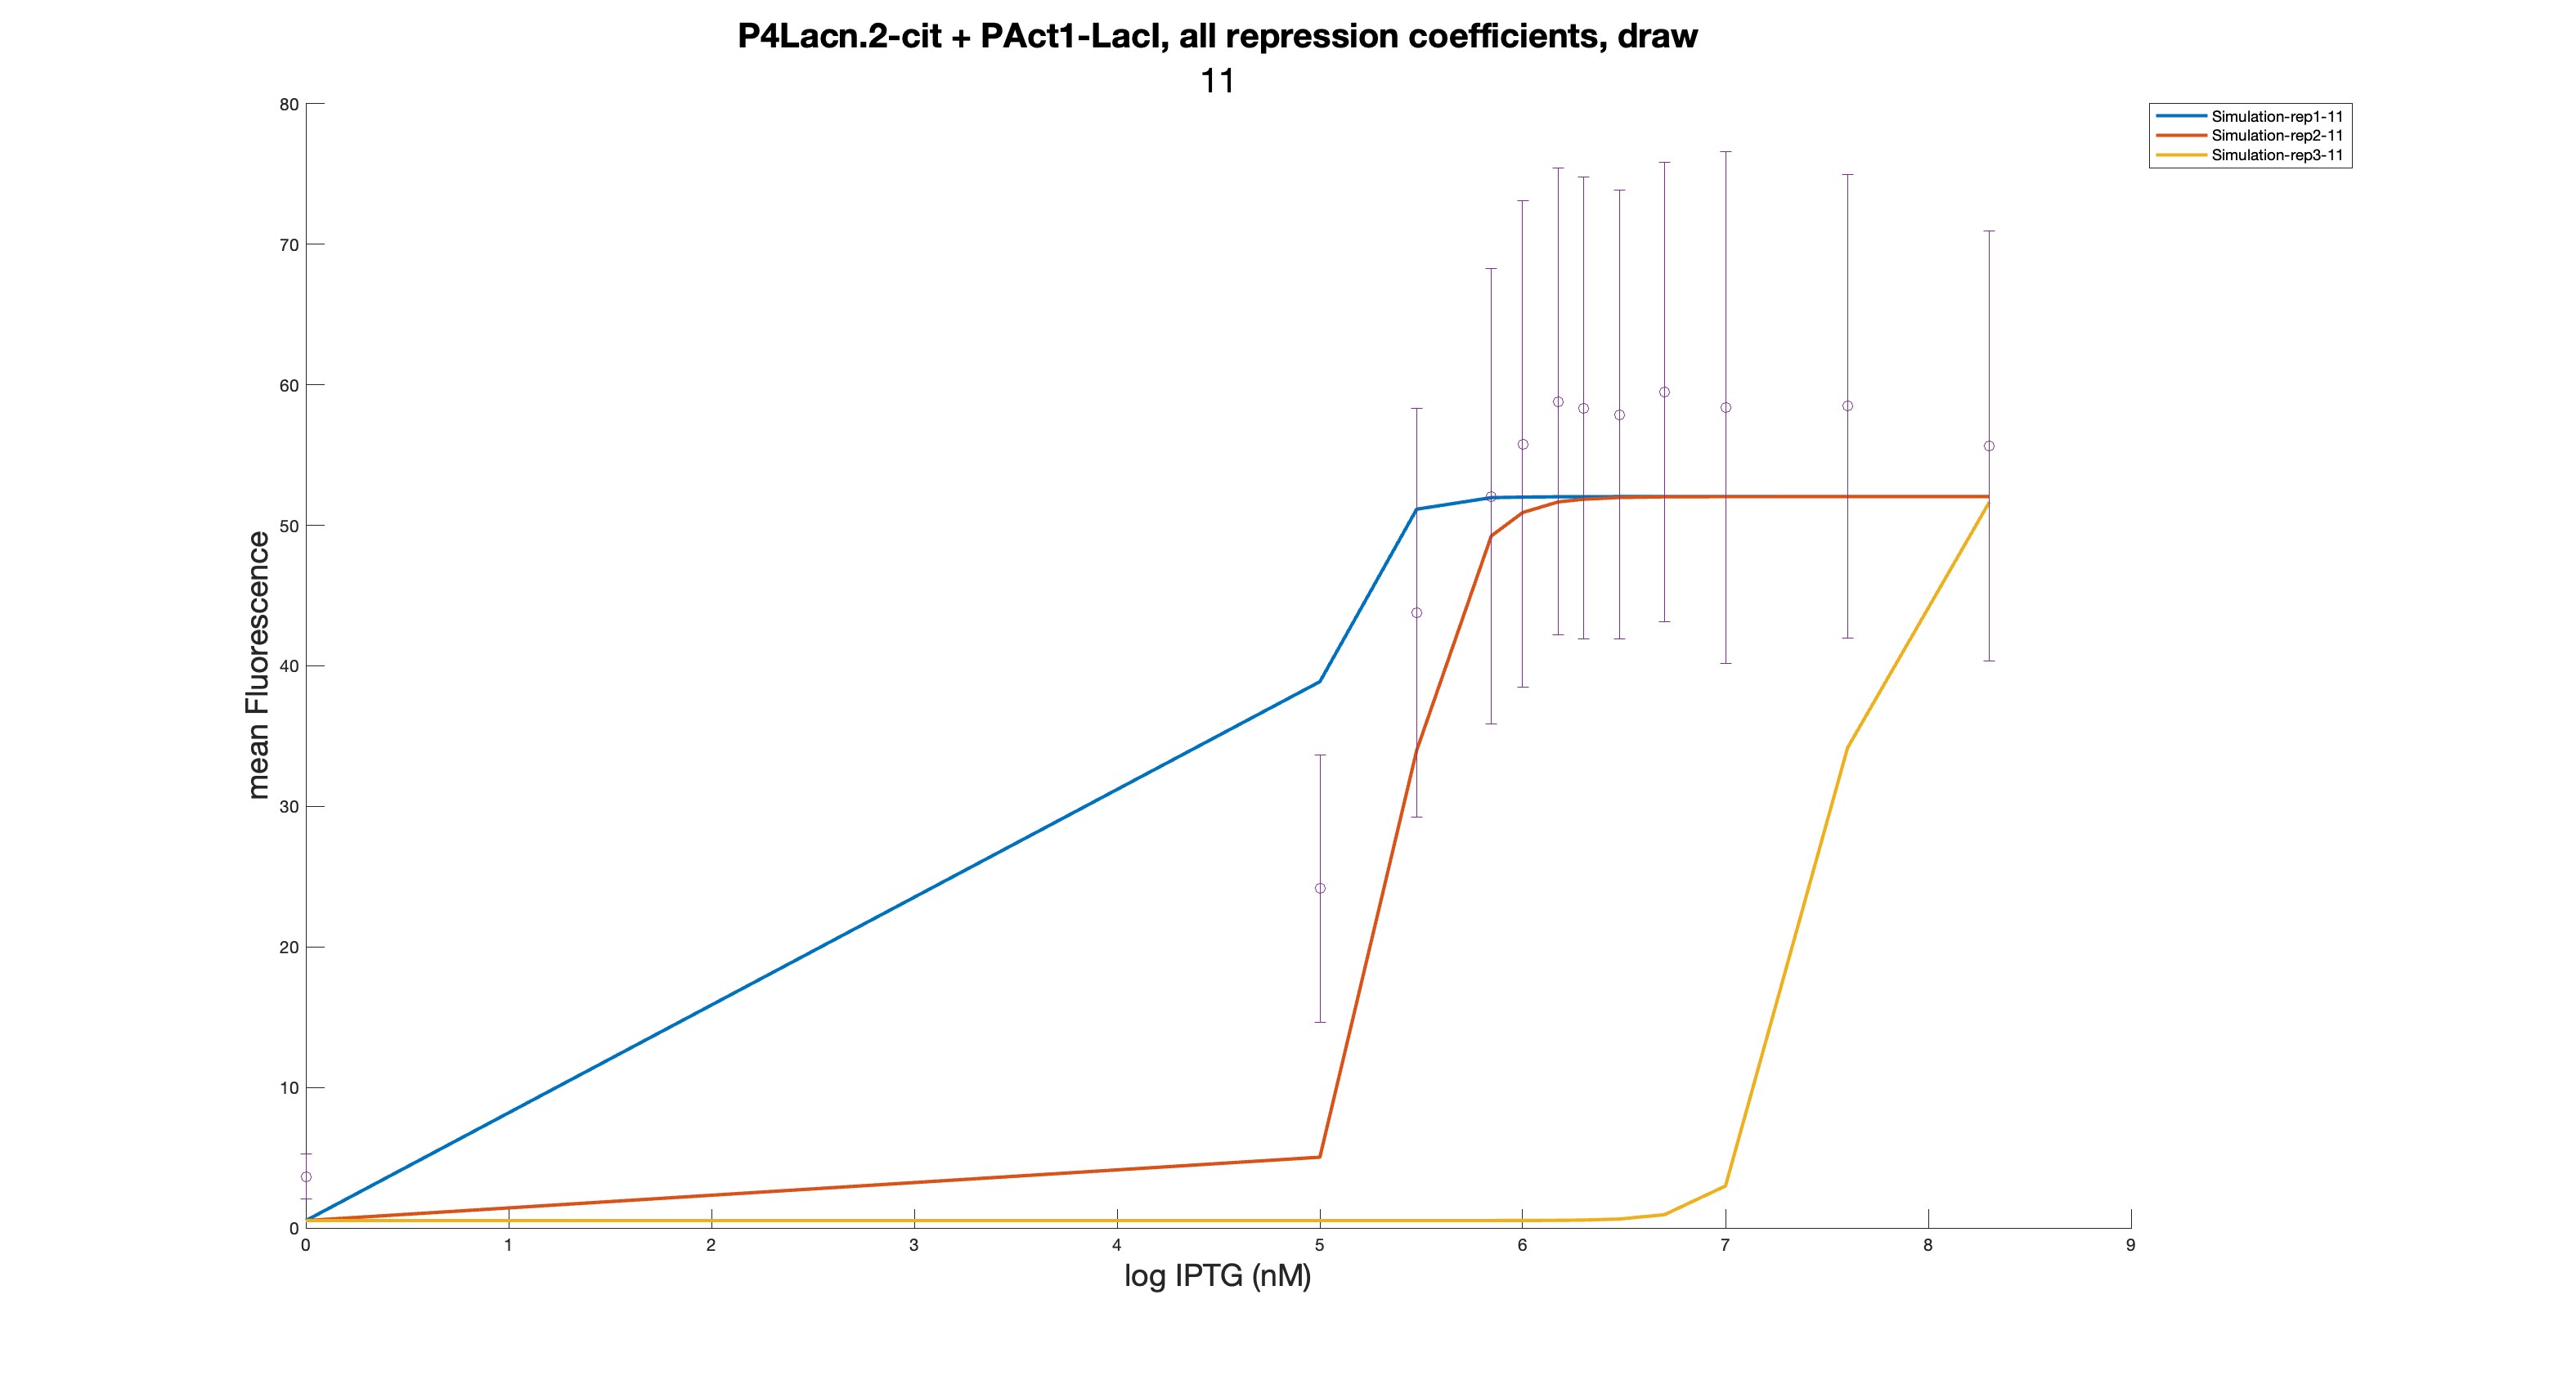 P4Lacn.2-cit + PAct1-LacI, all repression coefficients, draw
11
Simulation-rep1-11
Simulation-rep2-11
Simulation-rep3-11
mean Fluorescence
80
70
60
50
40
30
20
10
0
0 1 2 3 4 5 6 7 8 9
log IPTG (nM)